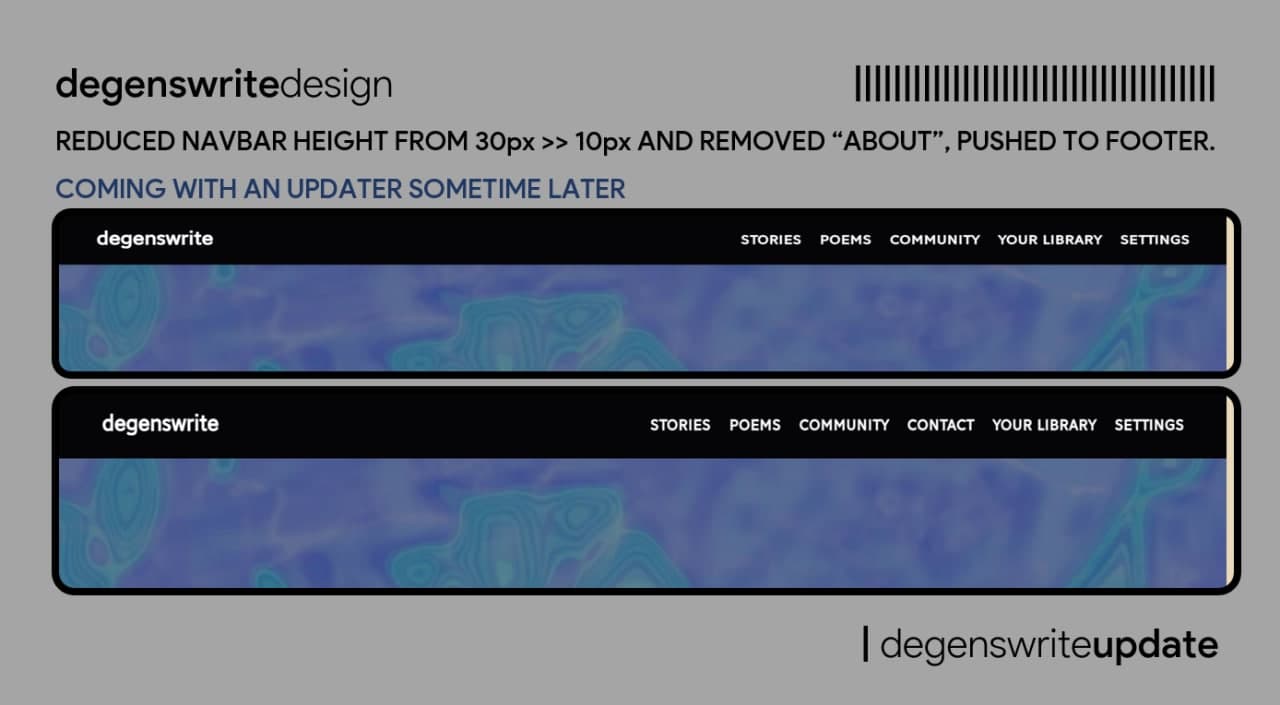 degenswritedesign
REDUCED NAVBAR HEIGHT FROM 30px >> 10px AND REMOVED “ABOUT”, PUSHED TO FOOTER.
COMING WITH AN UPDATER SOMETIME LATER
degenswrite STORIES POEMS COMMUNITY YOUR LIBRARY SETTINGS
degenswrite STORIES POEMS COMMUNITY CONTACT YOUR LIBRARY SETTINGS
| degenswriteupdate